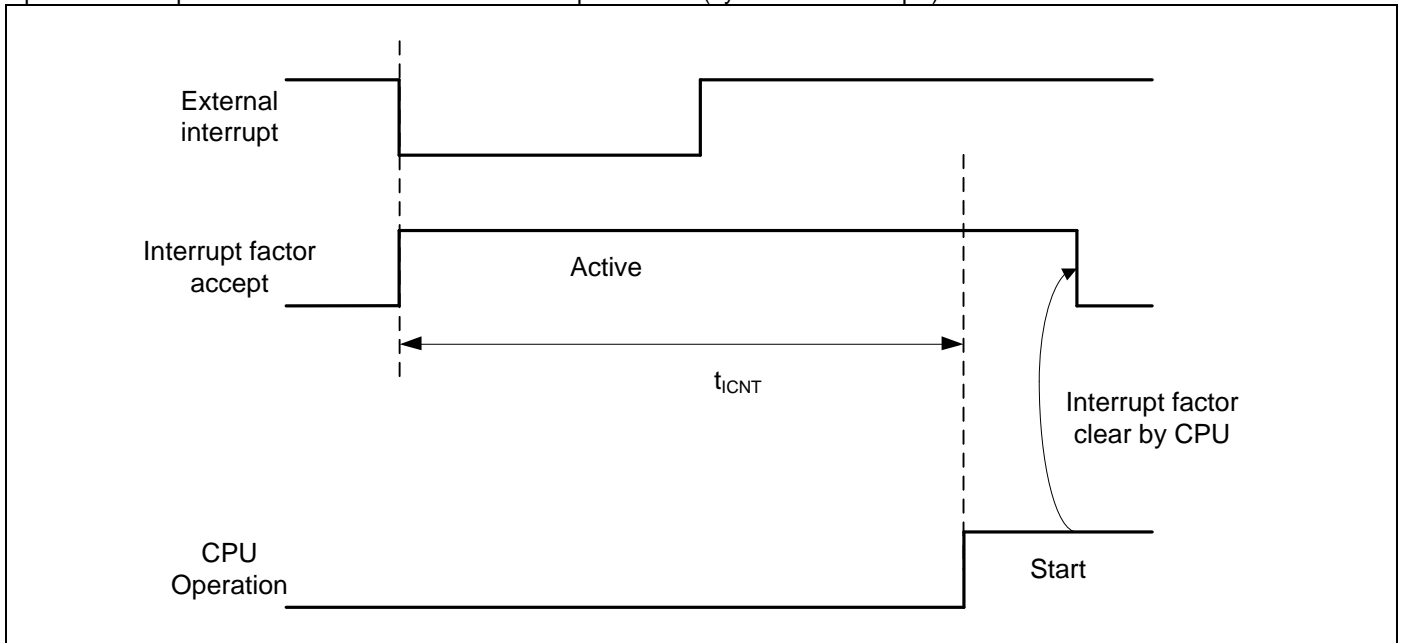 External
interrupt
Interrupt factor
accept
Active
tICNT
Interrupt factor
clear by CPU
CPU
Operation
Start